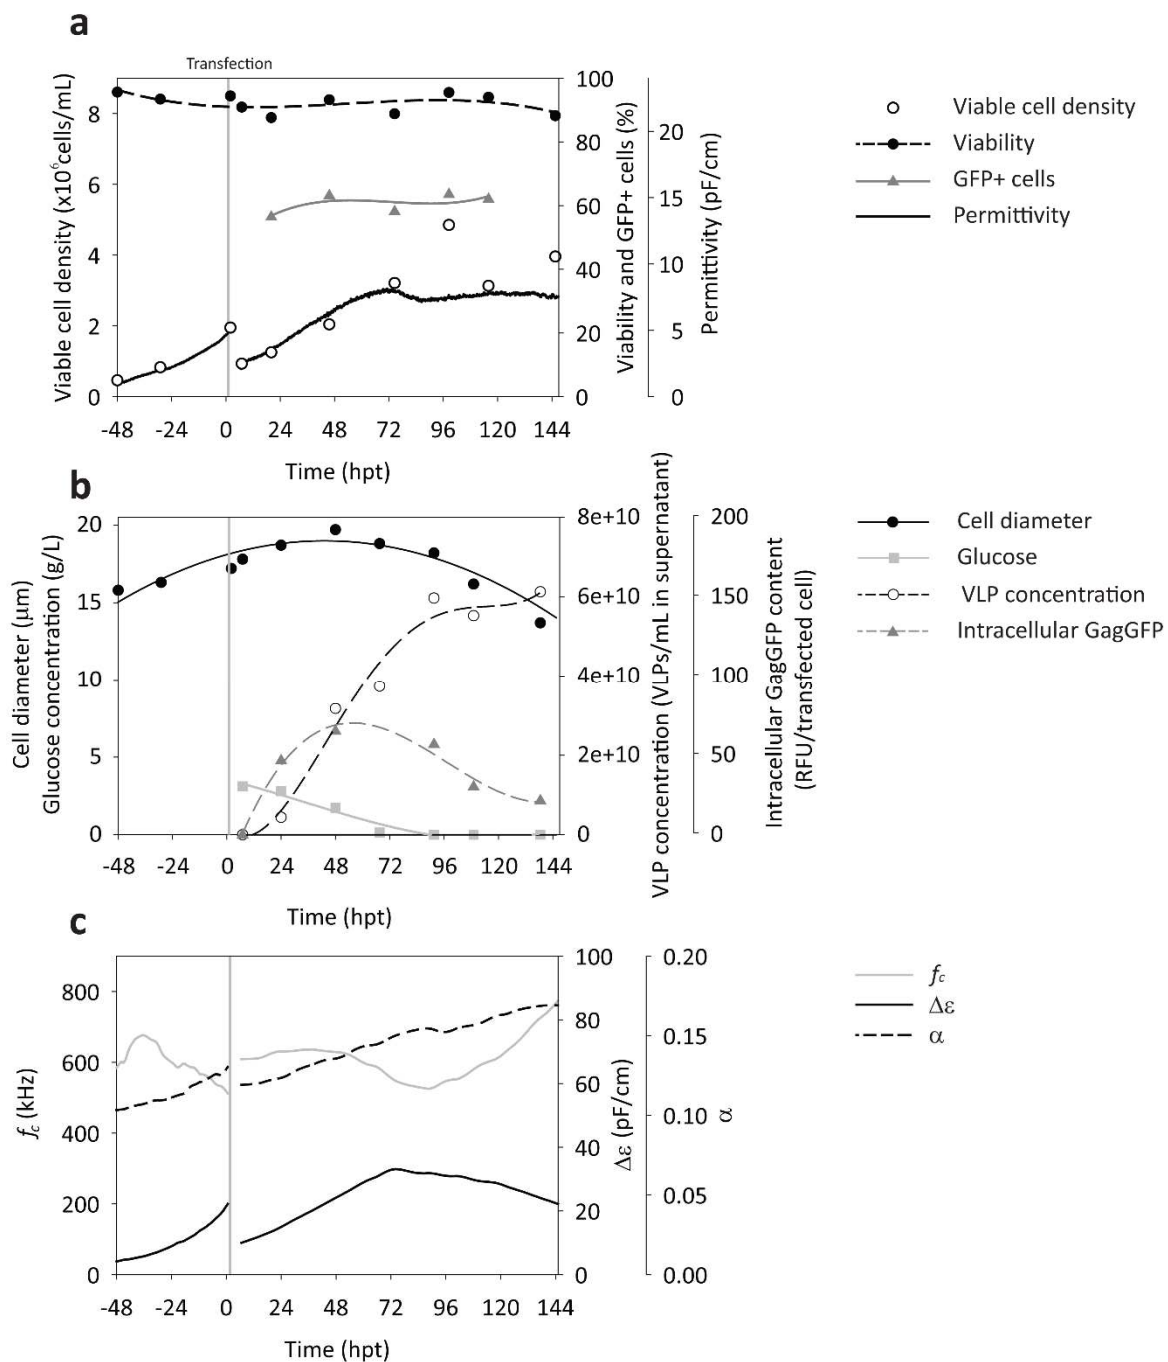 a
Transfection
Viable cell density (x10⁶cells/mL)
8
6
4
2
0
100
80
60
40
20
0
Viability and GFP+ cells (%)
20
15
10
5
0
Permittivity (pF/cm)
-48 -24 0 24 48 72 96 120 144
Time (hpt)
Viable cell density
Viability
GFP+ cells
Permittivity
b
Cell diameter (µm)
Glucose concentration (g/L)
20
15
10
5
0
8e+10
6e+10
4e+10
2e+10
0
VLP concentration (VLPs/mL in supernatant)
200
150
100
50
0
Intracellular GagGFP content
(RFU/transfected cell)
-48 -24 0 24 48 72 96 120 144
Time (hpt)
Cell diameter
Glucose
VLP concentration
Intracellular GagGFP
c
fc (kHz)
800
600
400
200
0
100
80
60
40
20
0
Δε (pF/cm)
0.20
0.15
0.10
0.05
0.00
α
-48 -24 0 24 48 72 96 120 144
Time (hpt)
fc
Δε
α